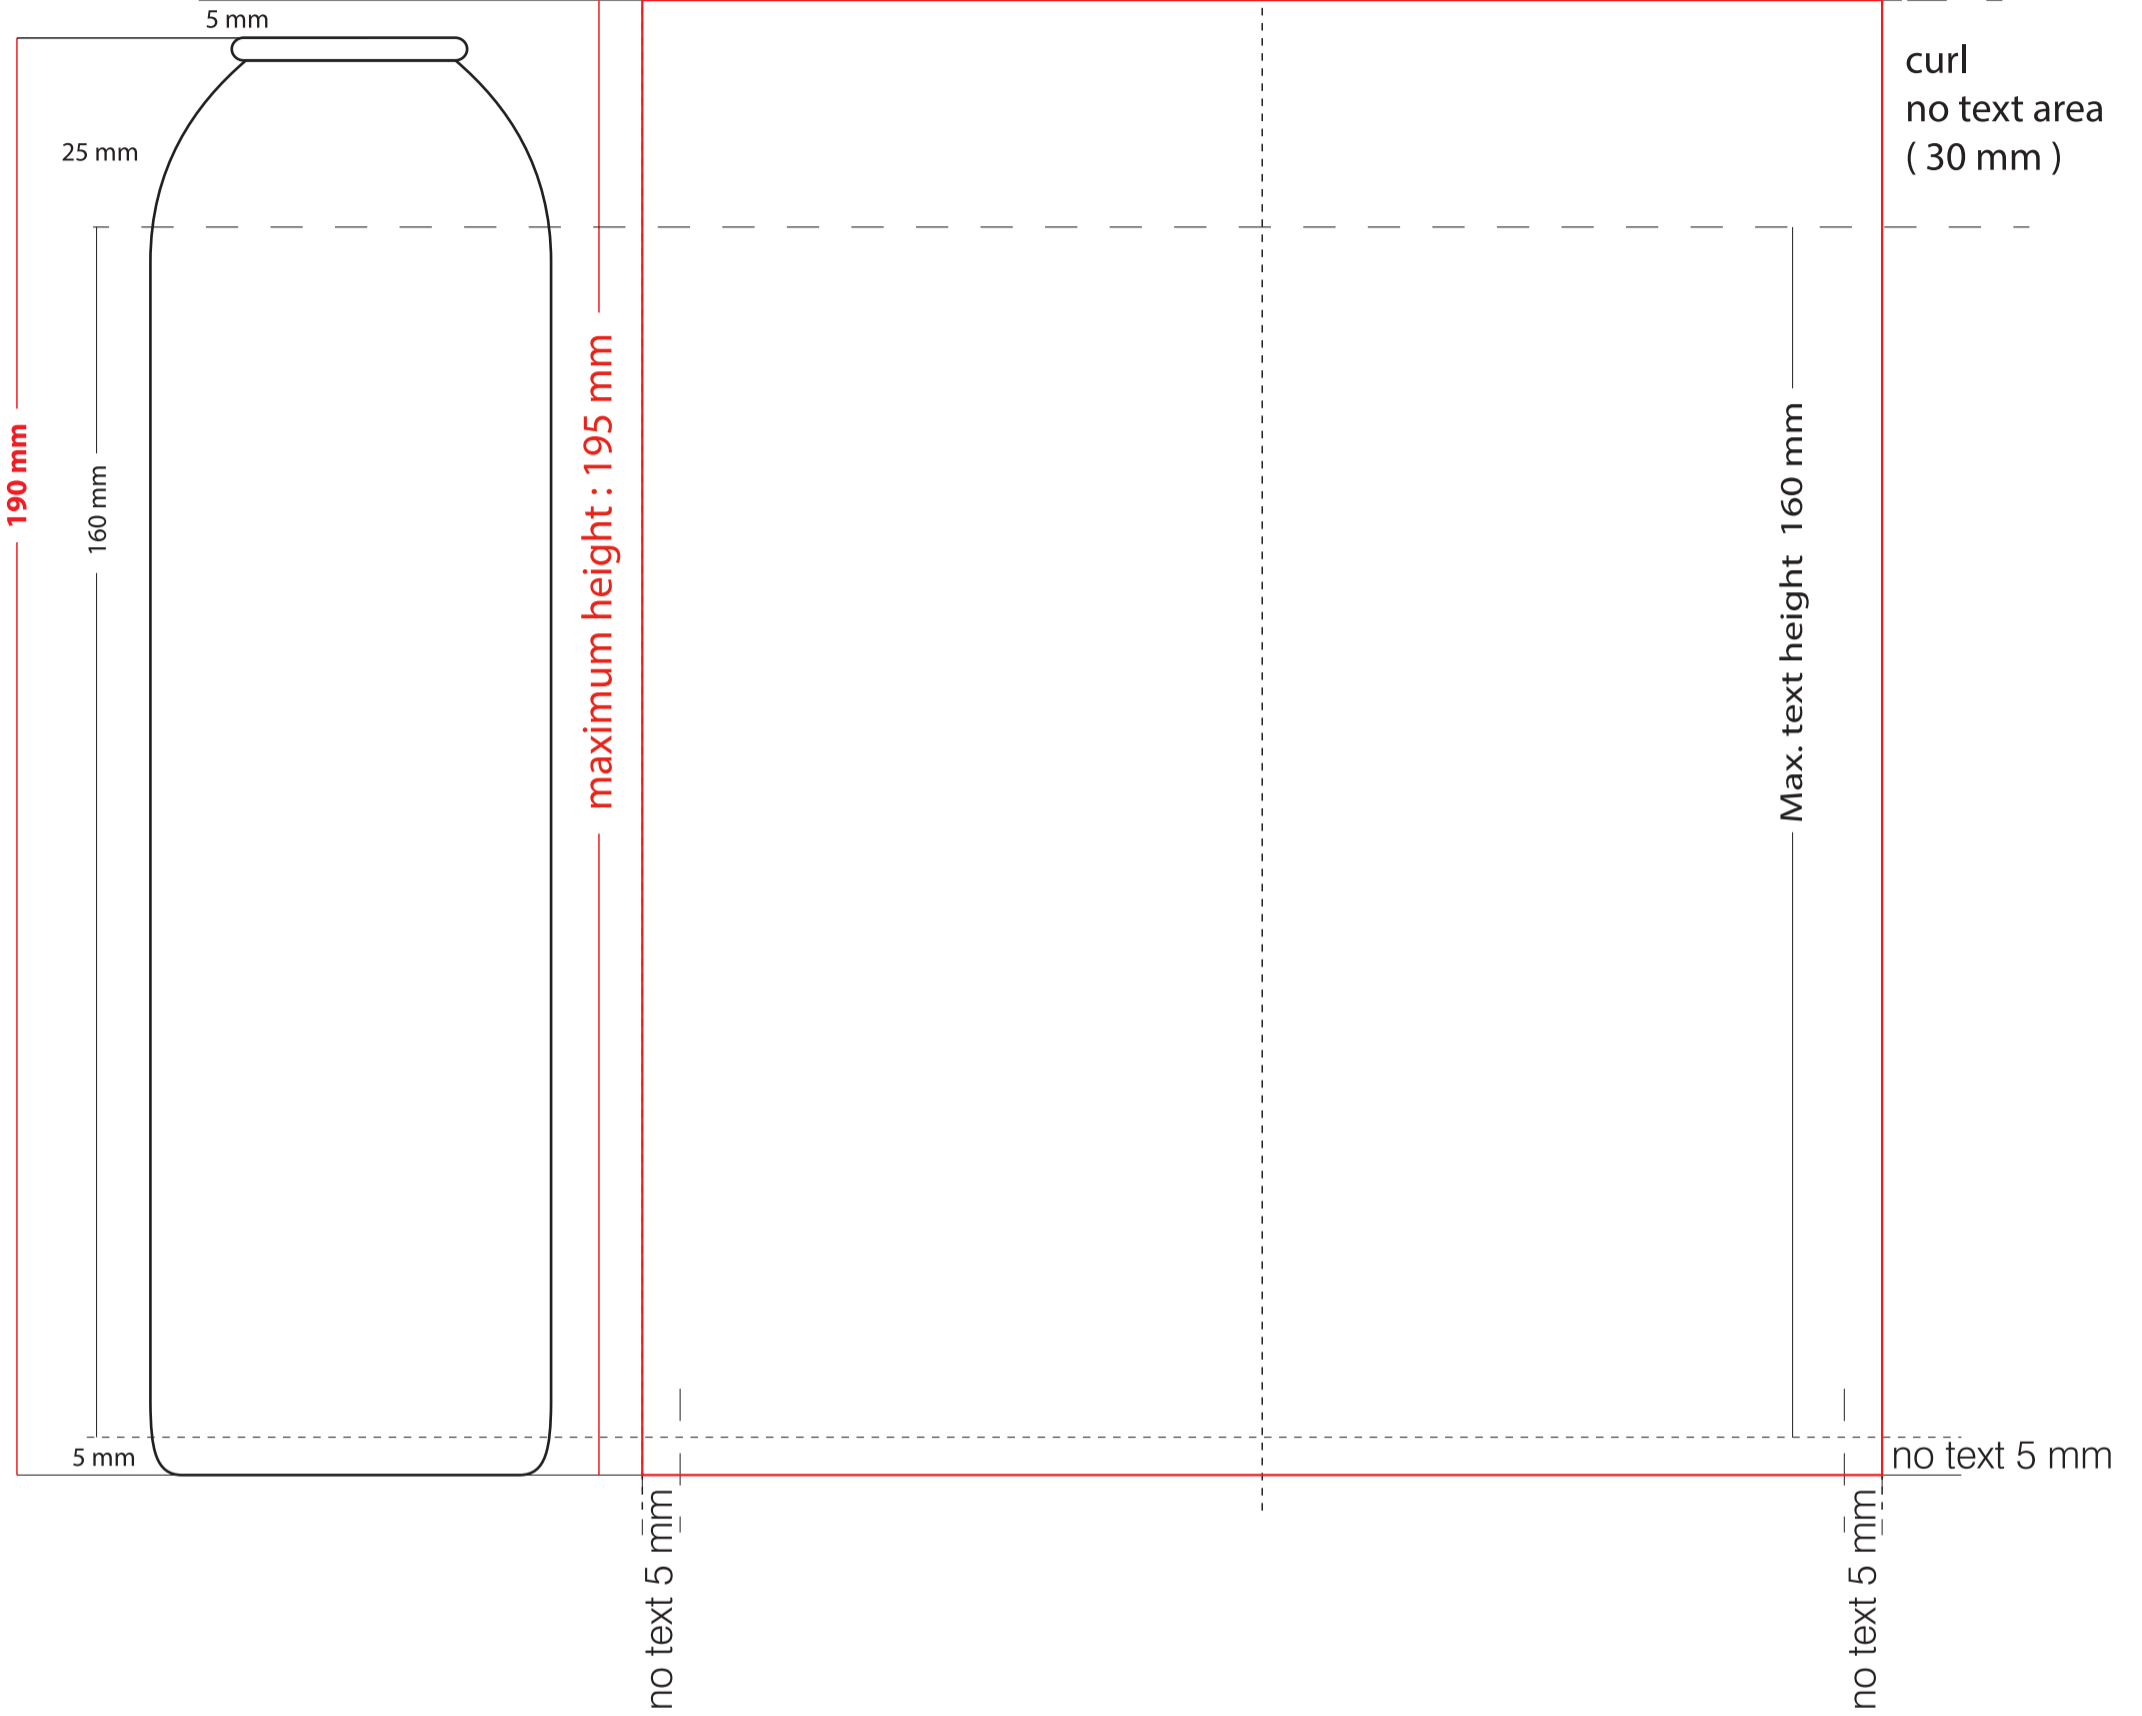 5 mm
curl
no text area
( 30 mm )
25 mm
190 mm
160 mm
maximum height : 195 mm
Max. text height 160 mm
5 mm
no text 5 mm
no text 5 mm
no text 5 mm